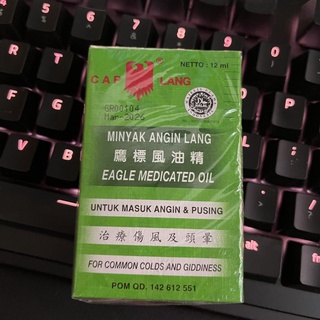 NETTO : 12 ml
CAP LANG
BR00104
Mar-2026
MINYAK ANGIN LANG
鷹標風油精
EAGLE MEDICATED OIL
UNTUK MASUK ANGIN & PUSING
治療傷風及頭暈
FOR COMMON COLDS AND GIDDINESS
POM QD. 142 612 551